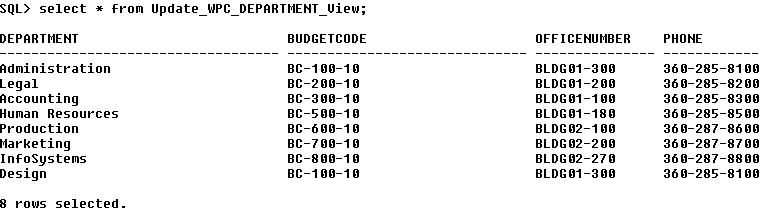 SQL> select * from Update_WPC_DEPARTMENT_View;
DEPARTMENT BUDGETCODE OFFICENUMBER PHONE
Administration BC-100-10 BLDG01-300 360-285-8100
Legal BC-200-10 BLDG01-200 360-285-8200
Accounting BC-300-10 BLDG01-100 360-285-8300
Human Resources BC-500-10 BLDG01-180 360-285-8500
Production BC-600-10 BLDG02-100 360-287-8600
Marketing BC-700-10 BLDG02-200 360-287-8700
InfoSystems BC-800-10 BLDG02-270 360-287-8800
Design BC-100-10 BLDG01-300 360-285-8100
8 rows selected.